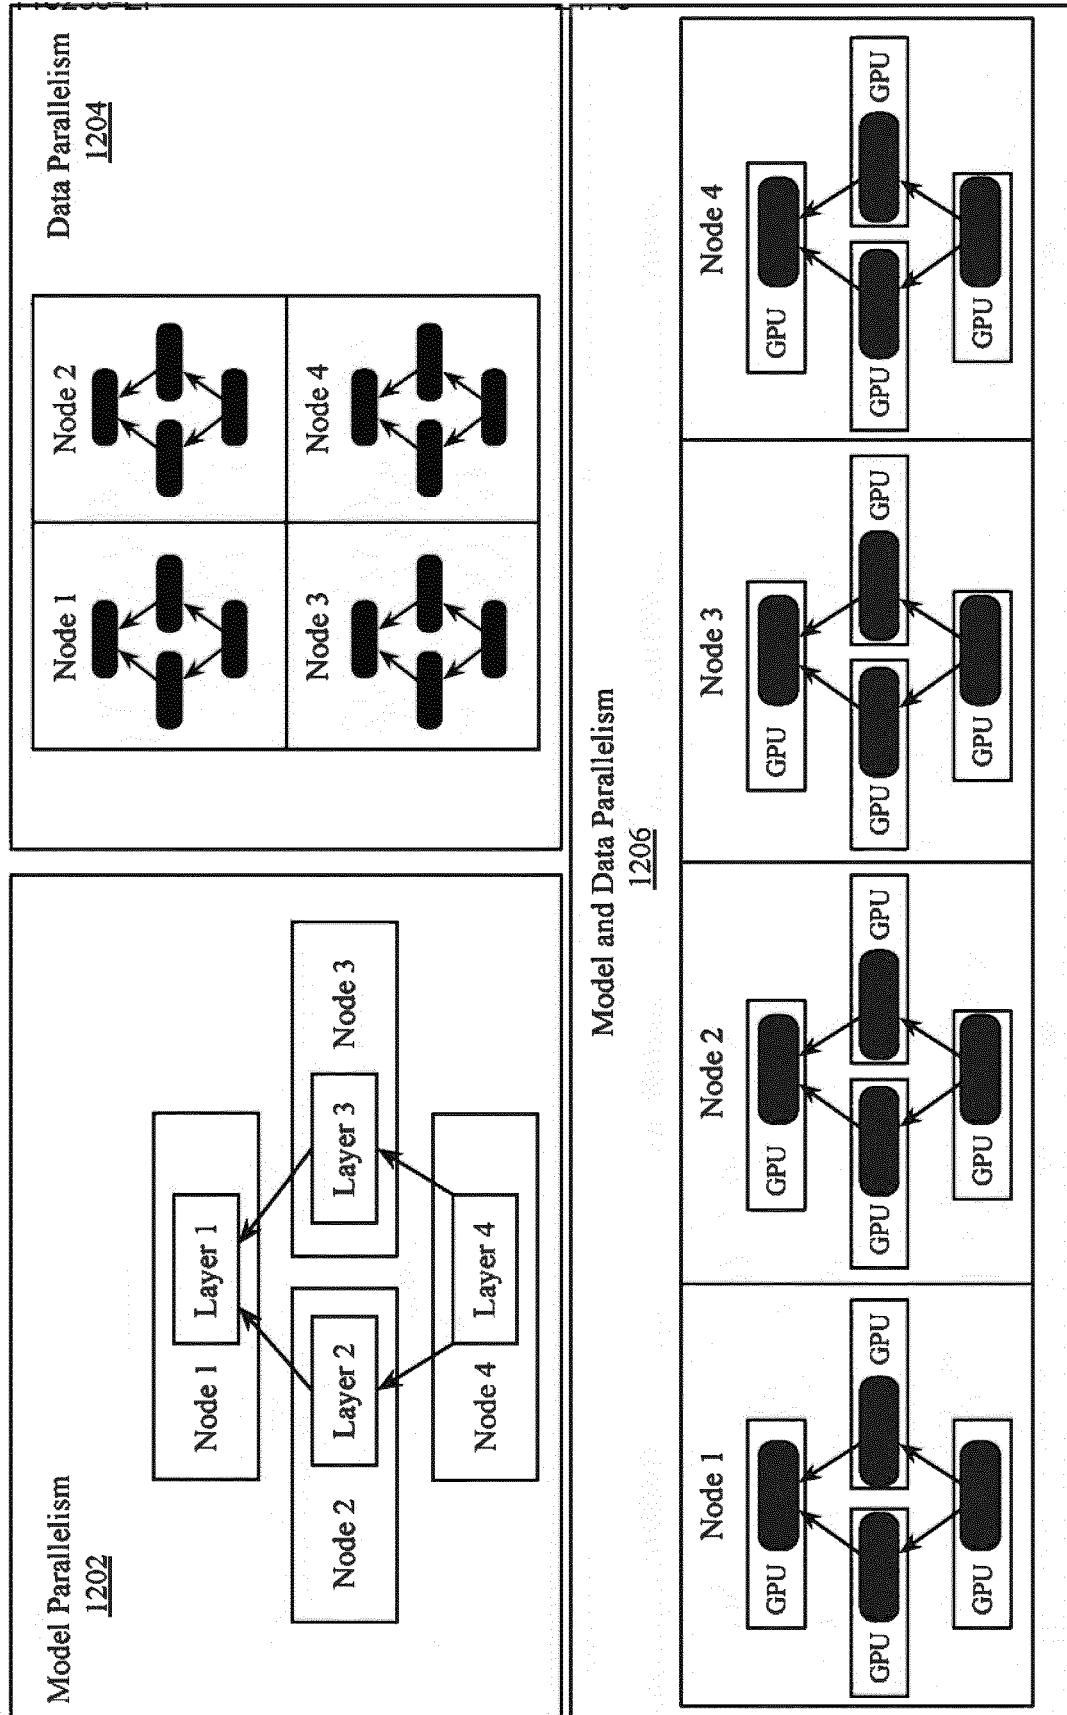 Model Parallelism
1202
Node 1
Layer 1
Node 2
Layer 2
Layer 3
Node 3
Node 4
Layer 4
Data Parallelism
1204
Node 1
Node 2
Node 3
Node 4
Model and Data Parallelism
1206
Node 1
GPU
GPU
GPU
GPU
Node 2
GPU
GPU
GPU
GPU
Node 3
GPU
GPU
GPU
GPU
Node 4
GPU
GPU
GPU
GPU